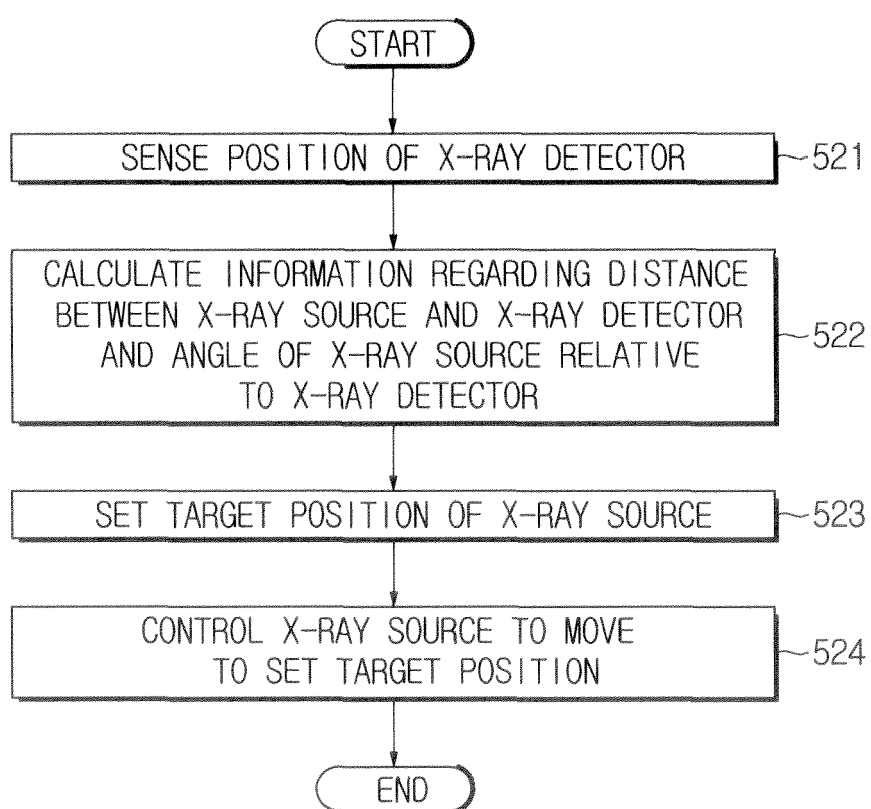 START
SENSE POSITION OF X-RAY DETECTOR
521
CALCULATE INFORMATION REGARDING DISTANCE
BETWEEN X-RAY SOURCE AND X-RAY DETECTOR
AND ANGLE OF X-RAY SOURCE RELATIVE
TO X-RAY DETECTOR
522
SET TARGET POSITION OF X-RAY SOURCE
523
CONTROL X-RAY SOURCE TO MOVE
TO SET TARGET POSITION
524
END